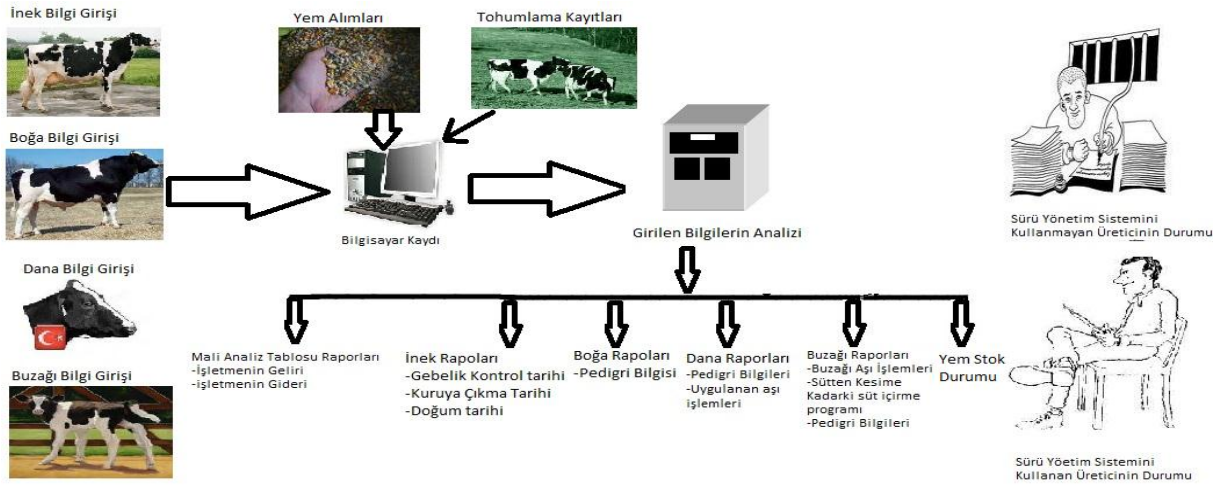 İnek Bilgi Girişi
Yem Alımları
Tohumlama Kayıtları
Boğa Bilgi Girişi
Bilgisayar Kaydı
Girilen Bilgilerin Analizi
Sürü Yönetim Sistemini
Kullanmayan Üreticinin Durumu
Dana Bilgi Girişi
Buzağı Bilgi Girişi
Mali Analiz Tablosu Raporları
-İşletmenin Geliri
-işletmenin Gideri
İnek Rapoları
-Gebelik Kontrol tarihi
-Kuruya Çıkma Tarihi
-Doğum tarihi
Boğa Rapoları
-Pedigri Bilgisi
Dana Raporları
-Pedigri Bilgileri
-Uygulanan aşı
işlemleri
Buzağı Raporları
-Buzağı Aşı İşlemleri
-Sütten Kesime
Kadarki süt içirme
programı
-Pedigri Bilgileri
Yem Stok
Durumu
Sürü Yöetim Sistemini
Kullanan Üreticinin Durumu